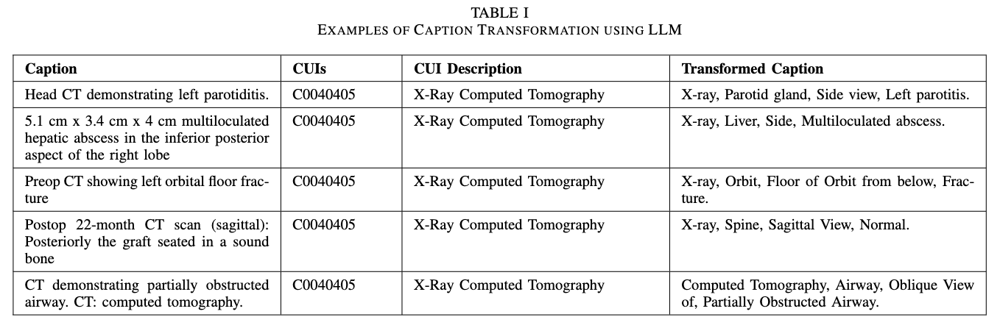 TABLE I
EXAMPLES OF CAPTION TRANSFORMATION USING LLM
Caption CUIs CUI Description Transformed Caption
Head CT demonstrating left parotiditis. C0040405 X-Ray Computed Tomography X-ray, Parotid gland, Side view, Left parotitis.
5.1 cm x 3.4 cm x 4 cm multiloculated C0040405 X-Ray Computed Tomography X-ray, Liver, Side, Multiloculated abscess.
hepatic abscess in the inferior posterior
aspect of the right lobe
Preop CT showing left orbital floor frac- C0040405 X-Ray Computed Tomography X-ray, Orbit, Floor of Orbit from below, Frac-
ture ture.
Postop 22-month CT scan (sagittal): C0040405 X-Ray Computed Tomography X-ray, Spine, Sagittal View, Normal.
Posteriorly the graft seated in a sound
bone
CT demonstrating partially obstructed C0040405 X-Ray Computed Tomography Computed Tomography, Airway, Oblique View
airway. CT: computed tomography. of, Partially Obstructed Airway.